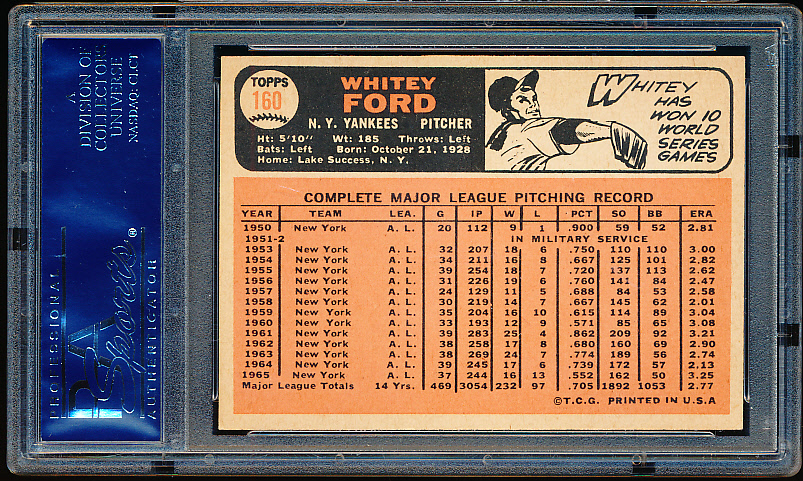 A
DIVISION OF
COLLECTORS
UNIVERSE
NASDAQ: CLCT
PROFESSIONAL
PSA
Sports®
AUTHENTICATOR
TOPPS
160
WHITEY
FORD
N. Y. YANKEES PITCHER
Ht: 5'10" Wt: 185 Throws: Left
Bats: Left Born: October 21, 1928
Home: Lake Success, N. Y.
WHITEY
HAS
WON 10
WORLD
SERIES
GAMES
COMPLETE MAJOR LEAGUE PITCHING RECORD
YEAR TEAM LEA. G IP W L PCT SO BB ERA
1950 New York A. L. 20 112 9 1 .900 59 52 2.81
1951-2 IN MILITARY SERVICE
1953 New York A. L. 32 207 18 6 .750 110 110 3.00
1954 New York A. L. 34 211 16 8 .667 125 101 2.82
1955 New York A. L. 39 254 18 7 .720 137 113 2.62
1956 New York A. L. 31 226 19 6 .760 141 84 2.47
1957 New York A. L. 24 129 11 5 .688 84 53 2.58
1958 New York A. L. 30 219 14 7 .667 145 62 2.01
1959 New York A. L. 35 204 16 10 .615 114 89 3.04
1960 New York A. L. 33 193 12 9 .571 85 65 3.08
1961 New York A. L. 39 283 25 4 .862 209 92 3.21
1962 New York A. L. 38 258 17 8 .680 160 69 2.90
1963 New York A. L. 38 269 24 7 .774 189 56 2.74
1964 New York A. L. 39 245 17 6 .739 172 57 2.13
1965 New York A. L. 37 244 16 13 .552 162 50 3.25
Major League Totals 14 Yrs. 469 3054 232 97 .705 1892 1053 2.77
©T.C.G. PRINTED IN U.S.A